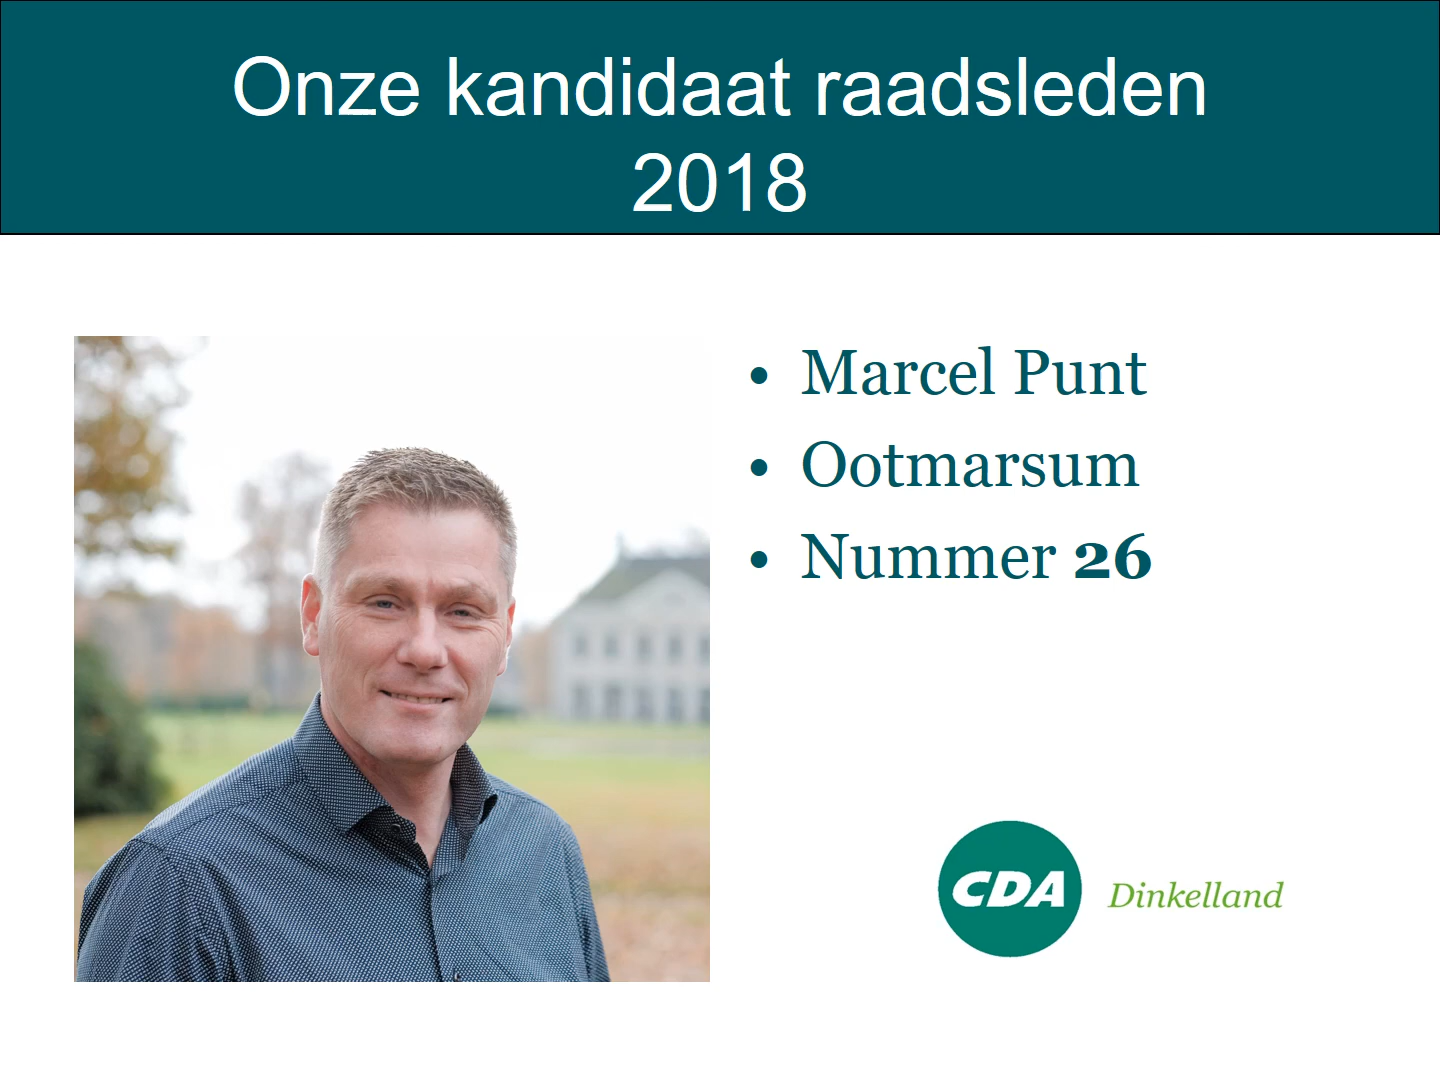 Onze kandidaat raadsleden
2018
• Marcel Punt
• Ootmarsum
• Nummer 26
CDA Dinkelland